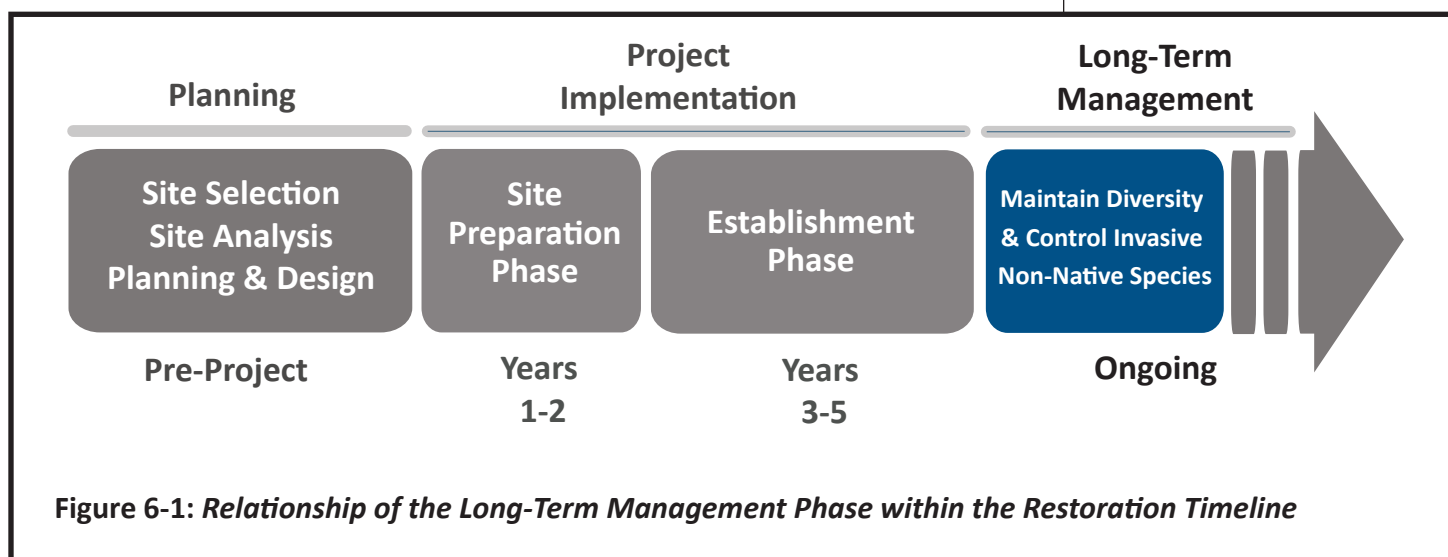 Planning
Project
Implementation
Long-Term
Management
Site Selection
Site Analysis
Planning & Design
Site
Preparation
Phase
Establishment
Phase
Maintain Diversity
& Control Invasive
Non-Native Species
Pre-Project
Years
1-2
Years
3-5
Ongoing
Figure 6-1: Relationship of the Long-Term Management Phase within the Restoration Timeline